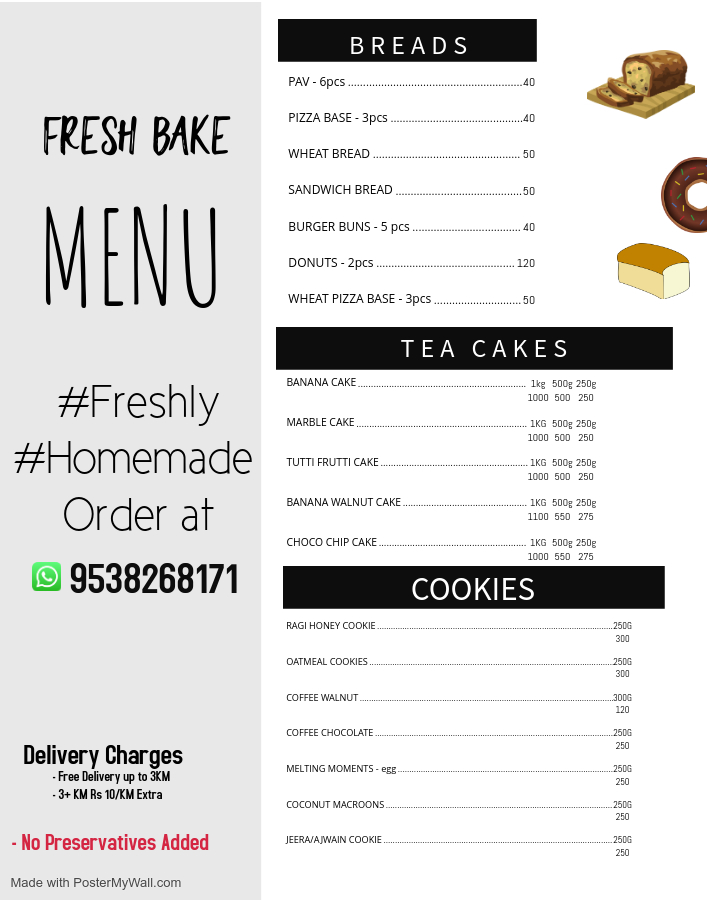 FRESH BAKE
MENU
#Freshly
#Homemade
Order at
9538268171
Delivery Charges
- Free Delivery up to 3KM
- 3+ KM Rs 10/KM Extra
- No Preservatives Added
Made with PosterMyWall.com
BREADS
PAV - 6pcs 40
PIZZA BASE - 3pcs 40
WHEAT BREAD 50
SANDWICH BREAD 50
BURGER BUNS - 5 pcs 40
DONUTS - 2pcs 120
WHEAT PIZZA BASE - 3pcs 50
TEA CAKES
BANANA CAKE 1kg 500g 250g
1000 500 250
MARBLE CAKE 1KG 500g 250g
1000 500 250
TUTTI FRUTTI CAKE 1KG 500g 250g
1000 500 250
BANANA WALNUT CAKE 1KG 500g 250g
1100 550 275
CHOCO CHIP CAKE 1KG 500g 250g
1000 550 275
COOKIES
RAGI HONEY COOKIE 250G
300
OATMEAL COOKIES 250G
300
COFFEE WALNUT 300G
120
COFFEE CHOCOLATE 250G
250
MELTING MOMENTS - egg 250G
250
COCONUT MACROONS 250G
250
JEERA/AJWAIN COOKIE 250G
250